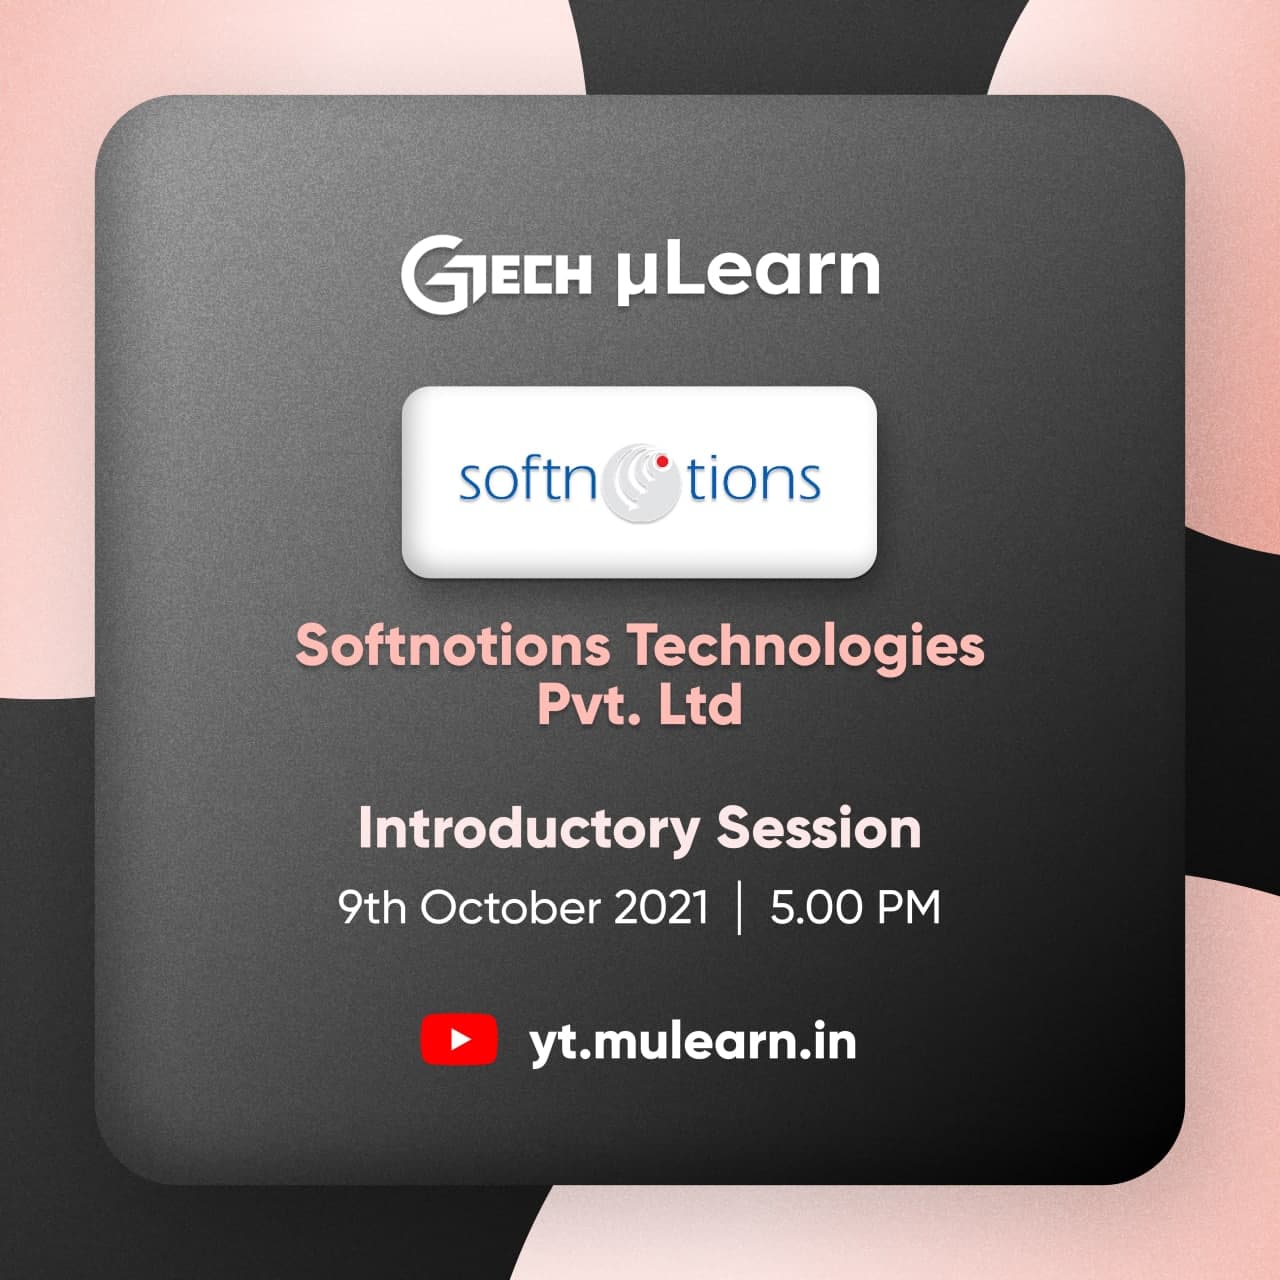 GTECH µLearn
softnotions
Softnotions Technologies
Pvt. Ltd
Introductory Session
9th October 2021 | 5.00 PM
yt.mulearn.in